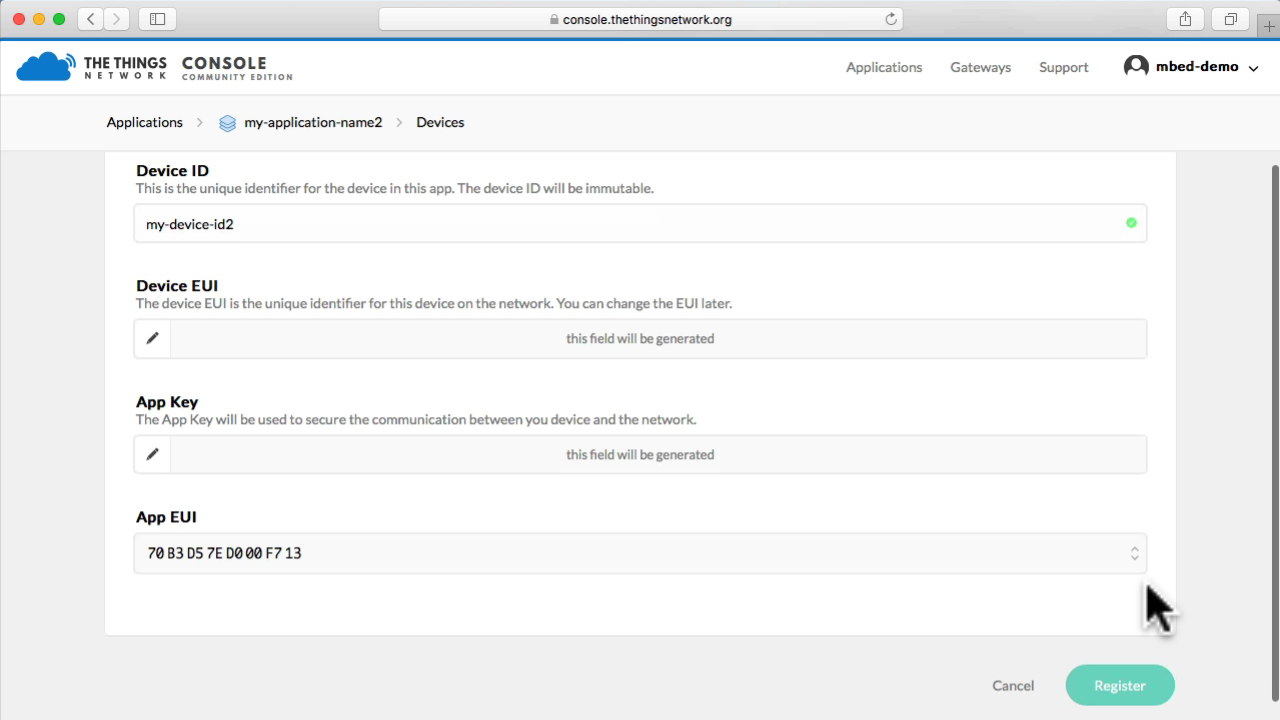 console.thethingsnetwork.org
THE THINGS NETWORK CONSOLE COMMUNITY EDITION
Applications Gateways Support mbed-demo
Applications my-application-name2 Devices
Device ID
This is the unique identifier for the device in this app. The device ID will be immutable.
my-device-id2
Device EUI
The device EUI is the unique identifier for this device on the network. You can change the EUI later.
this field will be generated
App Key
The App Key will be used to secure the communication between you device and the network.
this field will be generated
App EUI
70 B3 D5 7E D0 00 F7 13
Cancel Register